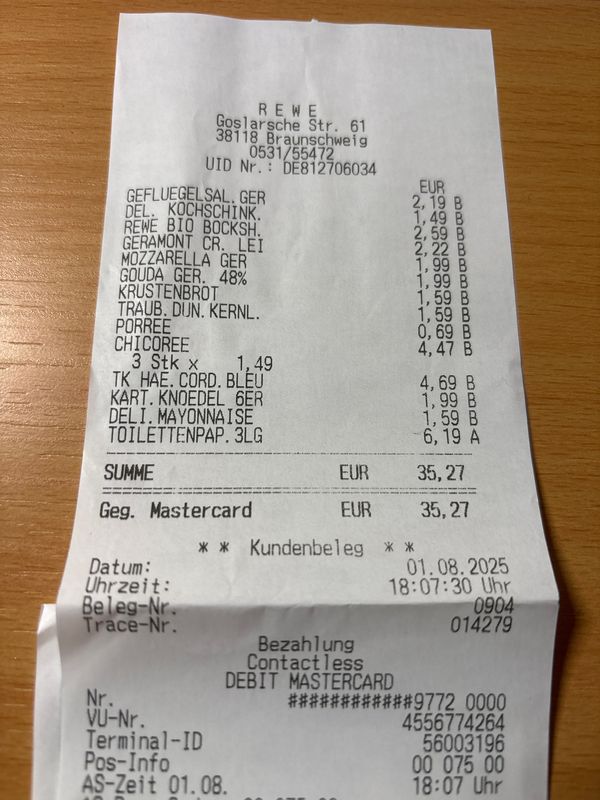 R E W E
Goslarsche Str. 61
38118 Braunschweig
0531/55472
UID Nr.: DE812706034
EUR
GEFLUEGELSAL.GER 2,19 B
DEL. KOCHSCHINK. 1,49 B
REWE BIO BOCKSH. 2,59 B
GERAMONT CR. LEI 2,22 B
MOZZARELLA GER 1,99 B
GOUDA GER. 48% 1,99 B
KRUSTENBROT 1,59 B
TRAUB. DUN. KERNL. 1,59 B
PORREE 0,69 B
CHICOREE 4,47 B
3 Stk x 1,49
TK HAE.CORD.BLEU 4,69 B
KART. KNOEDEL 6ER 1,99 B
DELI.MAYONNAISE 1,59 B
TOILETTENPAP.3LG 6,19 A
SUMME EUR 35,27
Geg. Mastercard EUR 35,27
* * Kundenbeleg * *
Datum: 01.08.2025
Uhrzeit: 18:07:30 Uhr
Beleg-Nr. 0904
Trace-Nr. 014279
Bezahlung
Contactless
DEBIT MASTERCARD
Nr. ############9772 0000
VU-Nr. 4556774264
Terminal-ID 56003196
Pos-Info 00 075 00
AS-Zeit 01.08. 18:07 Uhr